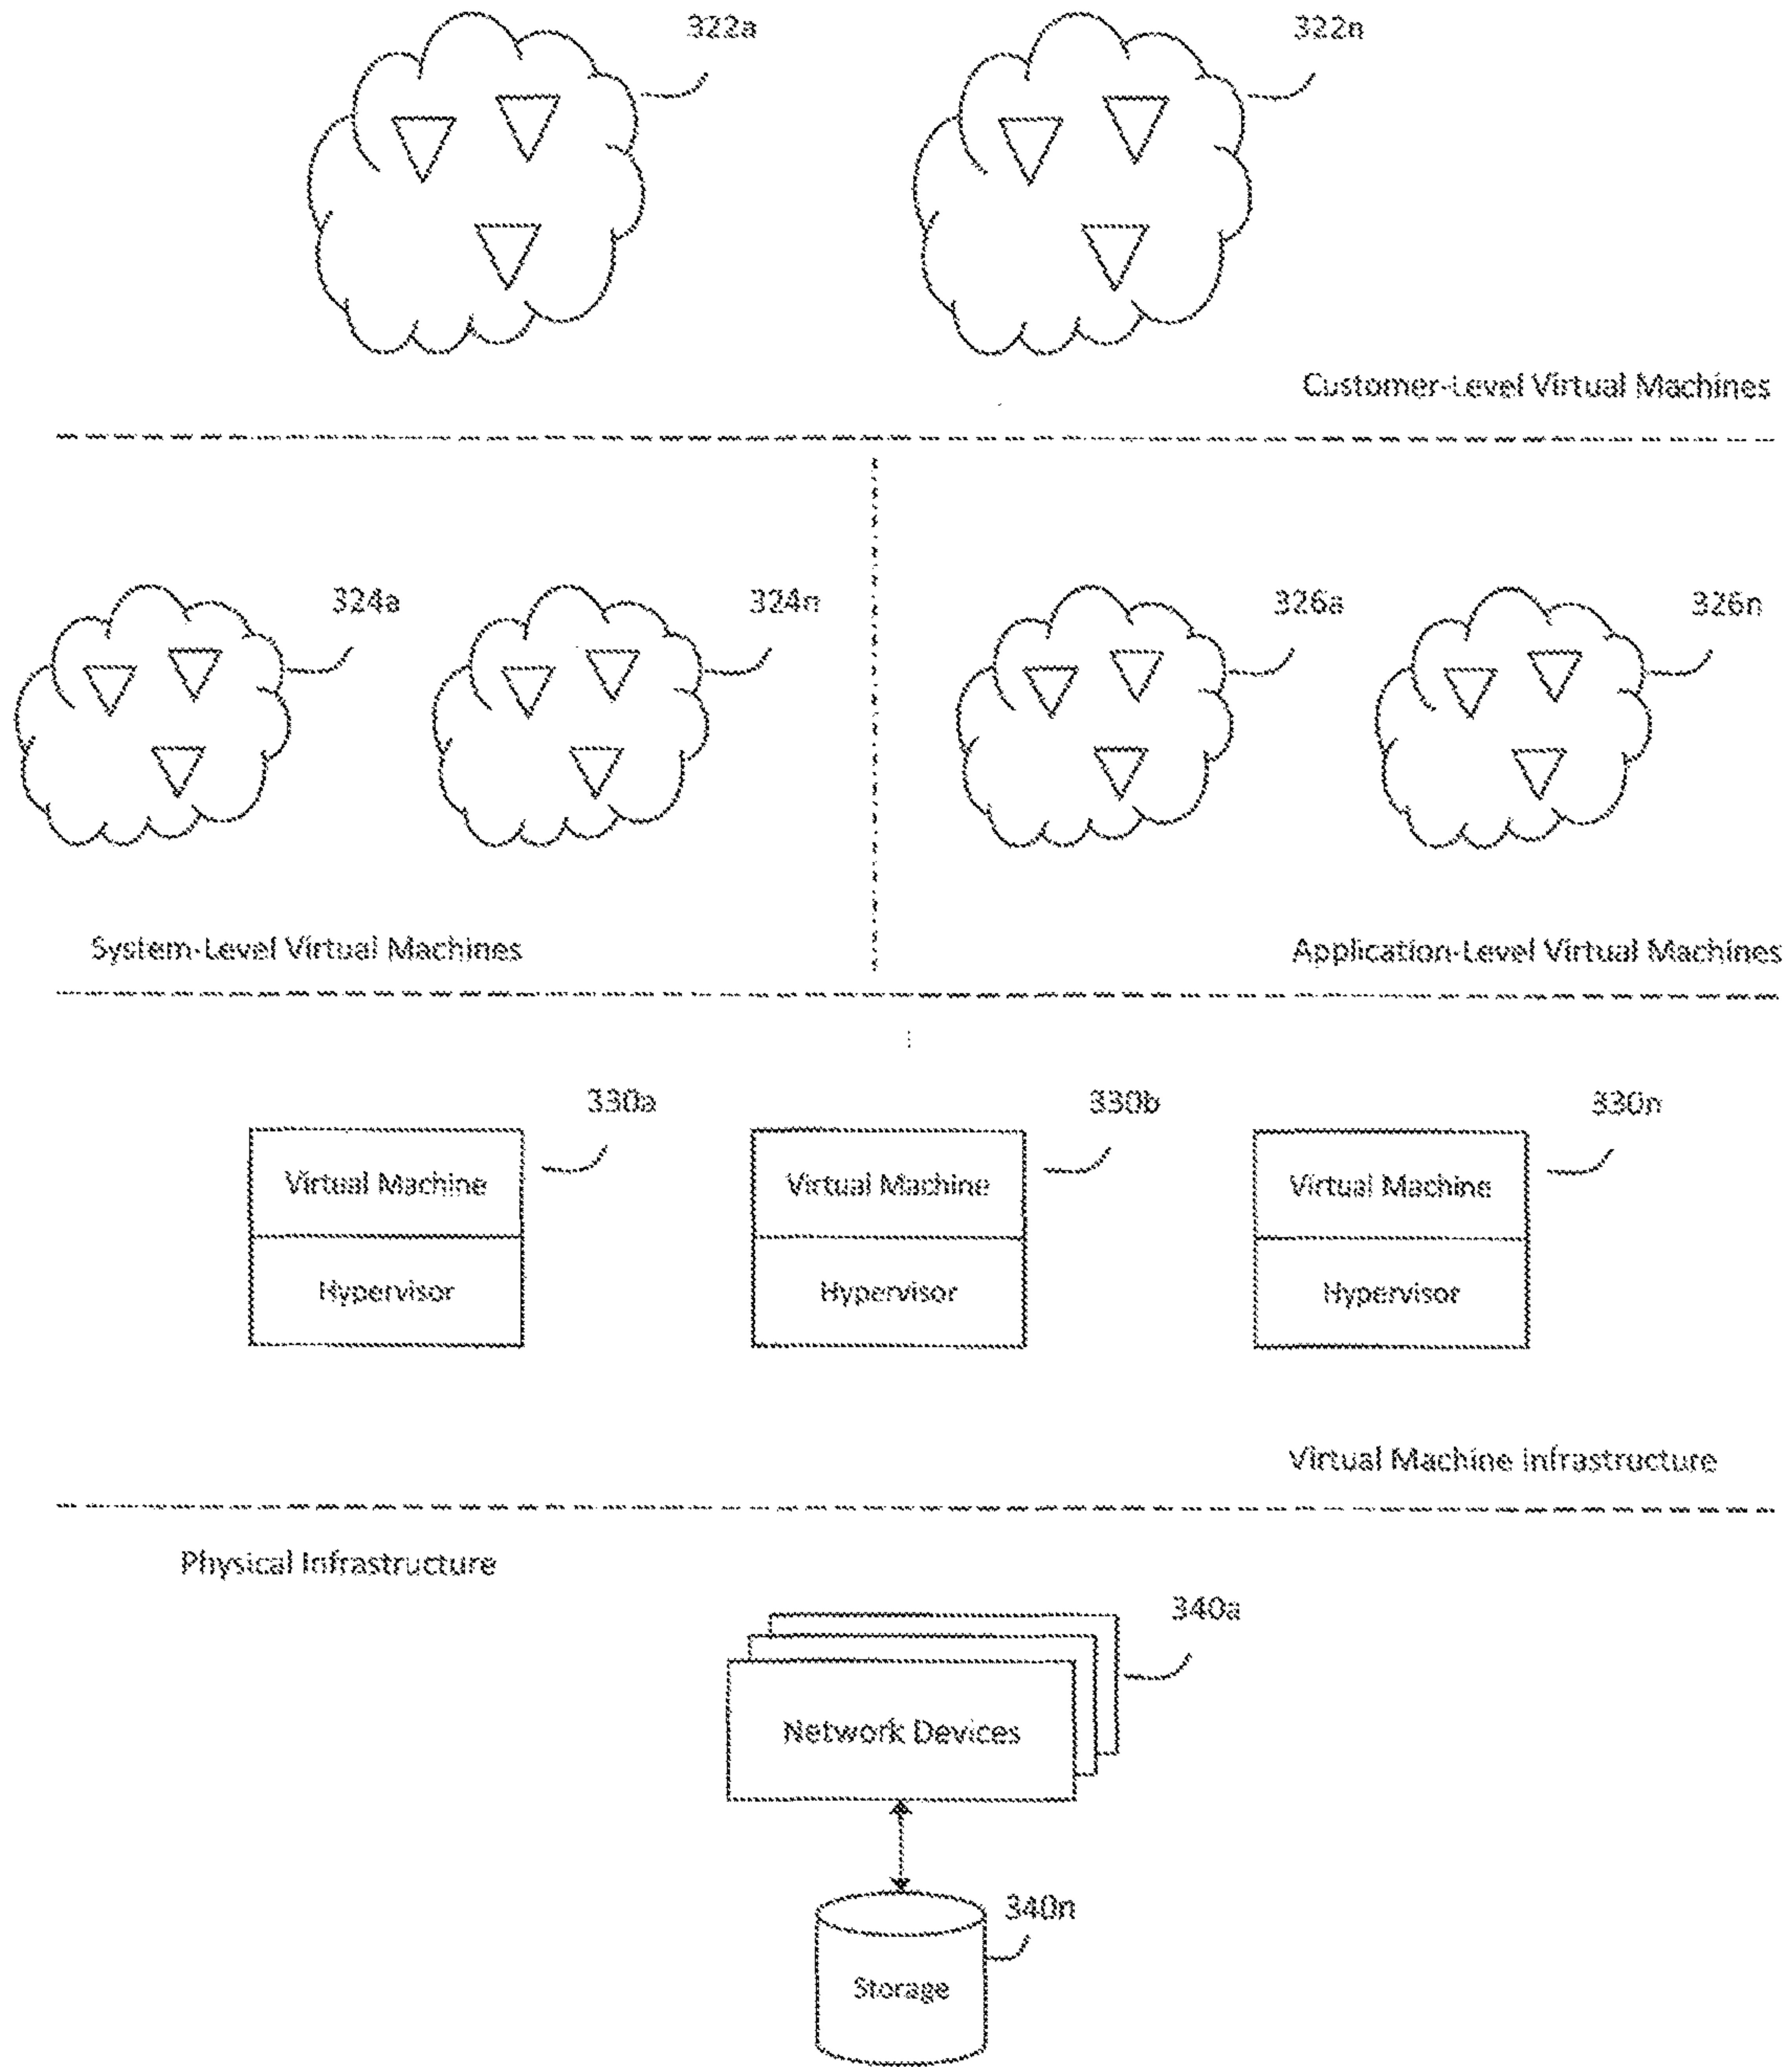 322a
322n
Customer-Level Virtual Machines
324a
324n
326a
326n
System-Level Virtual Machines
Application-Level Virtual Machines
330a
330b
330n
Virtual Machine
Virtual Machine
Virtual Machine
Hypervisor
Hypervisor
Hypervisor
Virtual Machine Infrastructure
Physical Infrastructure
340a
Network Devices
340n
Storage